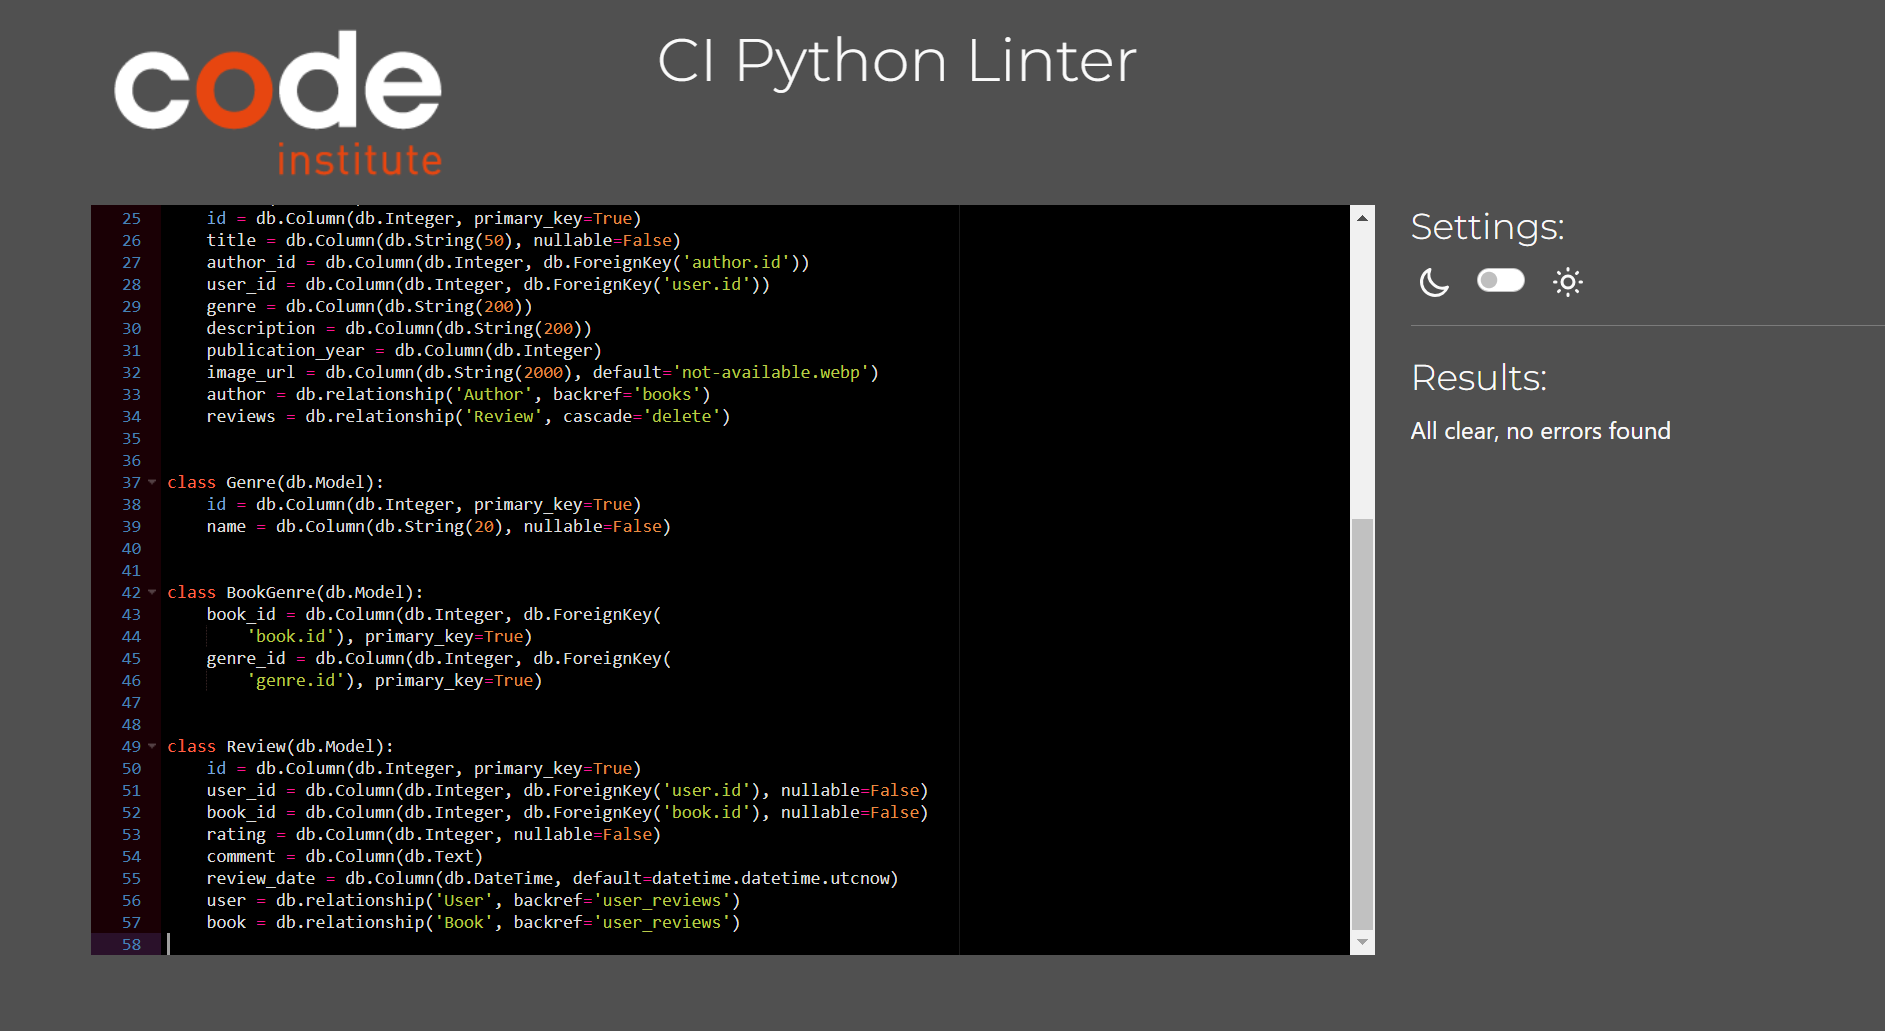 code
institute
CI Python Linter
25 id = db.Column(db.Integer, primary_key=True)
26 title = db.Column(db.String(50), nullable=False)
27 author_id = db.Column(db.Integer, db.ForeignKey('author.id'))
28 user_id = db.Column(db.Integer, db.ForeignKey('user.id'))
29 genre = db.Column(db.String(200))
30 description = db.Column(db.String(200))
31 publication_year = db.Column(db.Integer)
32 image_url = db.Column(db.String(2000), default='not-available.webp')
33 author = db.relationship('Author', backref='books')
34 reviews = db.relationship('Review', cascade='delete')
35
36
37 class Genre(db.Model):
38 id = db.Column(db.Integer, primary_key=True)
39 name = db.Column(db.String(20), nullable=False)
40
41
42 class BookGenre(db.Model):
43 book_id = db.Column(db.Integer, db.ForeignKey(
44 'book.id'), primary_key=True)
45 genre_id = db.Column(db.Integer, db.ForeignKey(
46 'genre.id'), primary_key=True)
47
48
49 class Review(db.Model):
50 id = db.Column(db.Integer, primary_key=True)
51 user_id = db.Column(db.Integer, db.ForeignKey('user.id'), nullable=False)
52 book_id = db.Column(db.Integer, db.ForeignKey('book.id'), nullable=False)
53 rating = db.Column(db.Integer, nullable=False)
54 comment = db.Column(db.Text)
55 review_date = db.Column(db.DateTime, default=datetime.datetime.utcnow)
56 user = db.relationship('User', backref='user_reviews')
57 book = db.relationship('Book', backref='user_reviews')
58
Settings:
Results:
All clear, no errors found